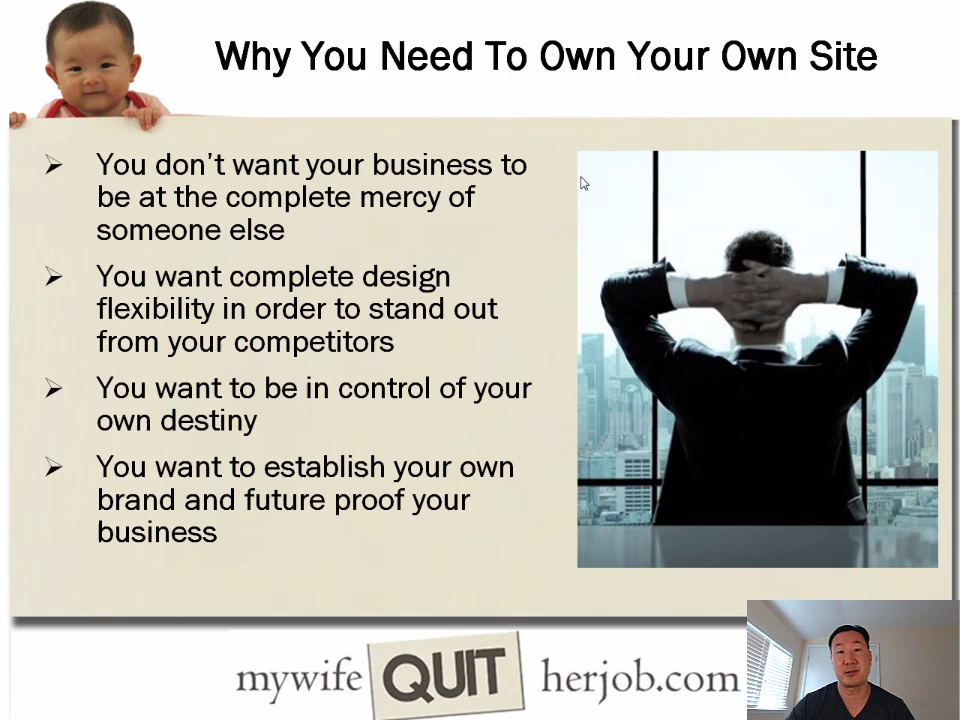 Why You Need To Own Your Own Site
You don't want your business to
be at the complete mercy of
someone else
You want complete design
flexibility in order to stand out
from your competitors
You want to be in control of your
own destiny
You want to establish your own
brand and future proof your
business
mywife QUIT herjob.com